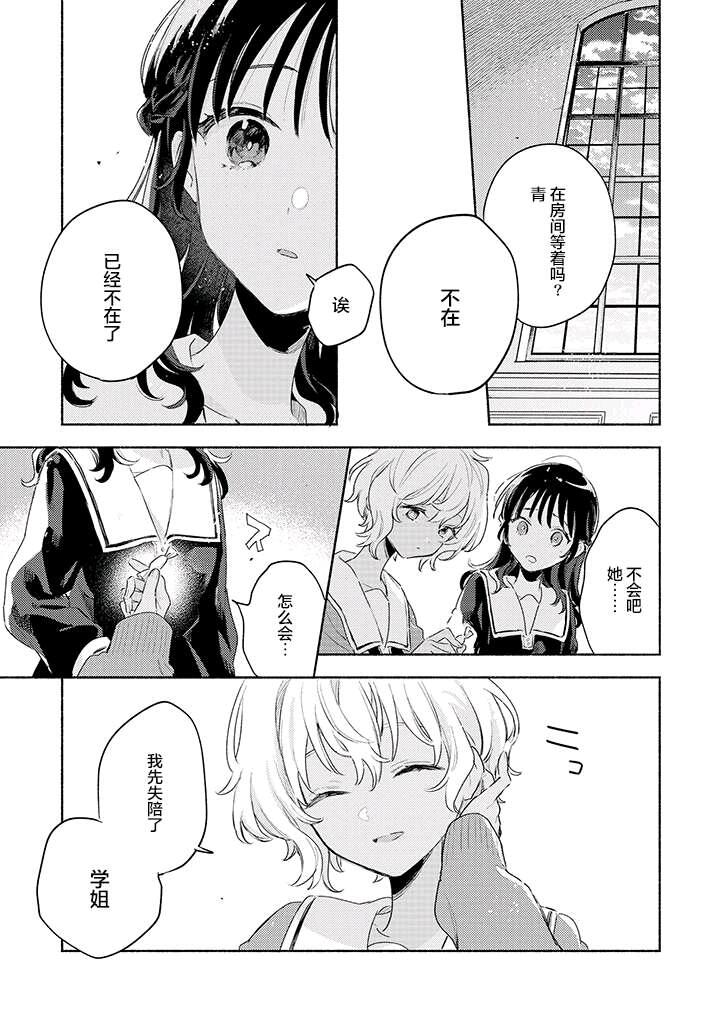 在房间等着吗？
青
不在
诶
已经不在了
不会吧
她……
怎么会…
我先失陪了
学姐